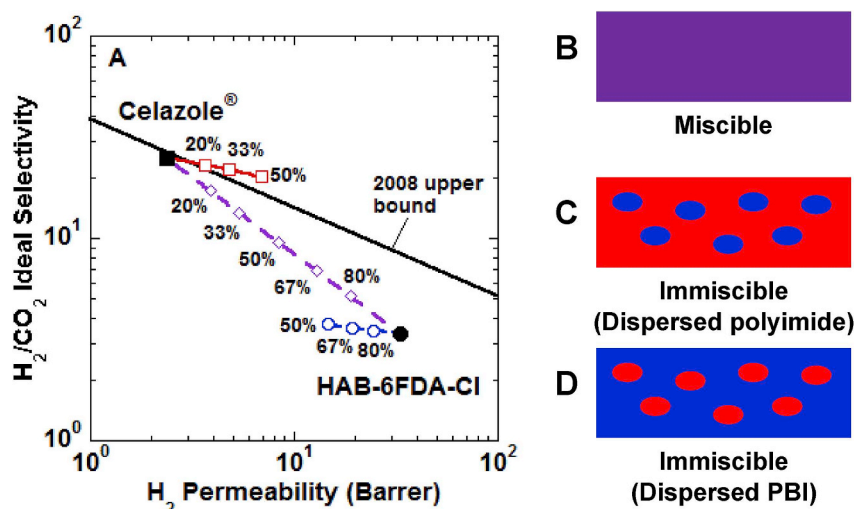 A
Celazole®
20%
33%
50%
20%
33%
50%
67%
80%
50%
67%
80%
2008 upper
bound
HAB-6FDA-CI
10²
10¹
10⁰
10⁰
10¹
10²
H₂/CO₂ Ideal Selectivity
H₂ Permeability (Barrer)
B
Miscible
C
Immiscible
(Dispersed polyimide)
D
Immiscible
(Dispersed PBI)